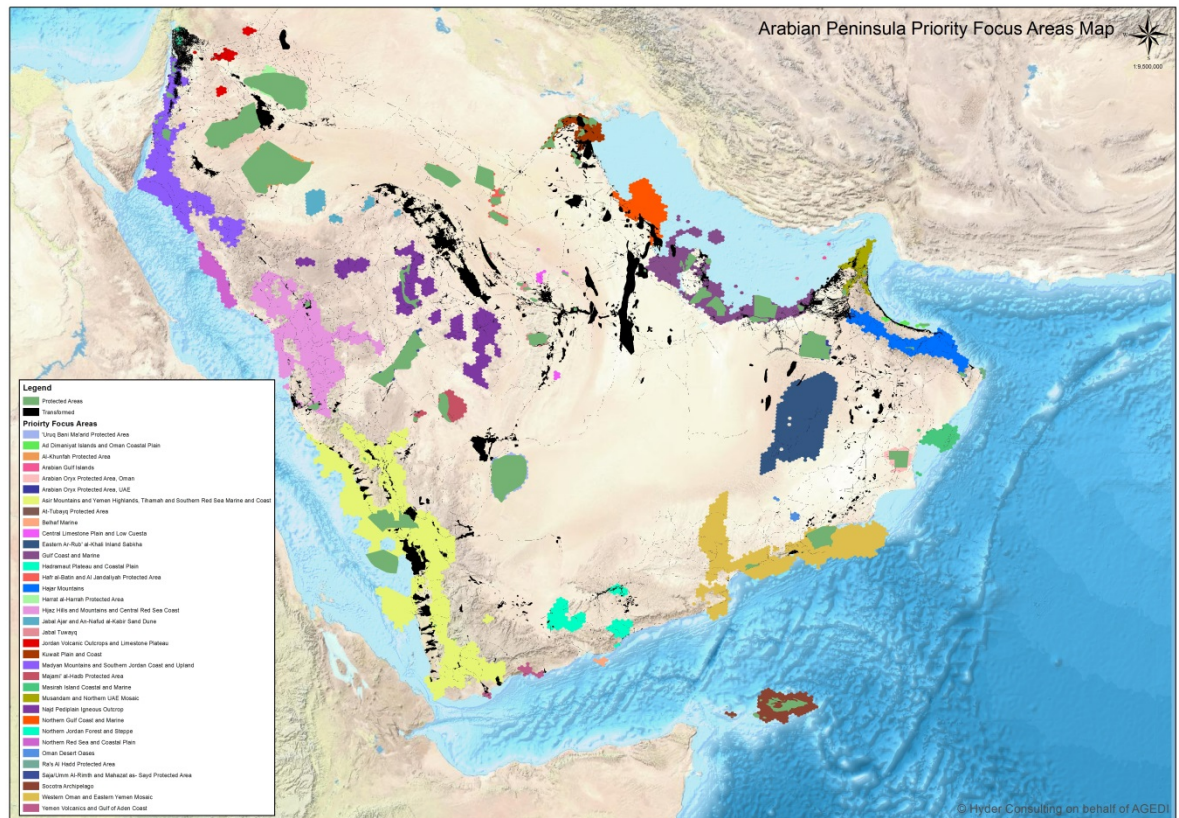 Arabian Peninsula Priority Focus Areas Map
1:9,500,000
Legend
Protected Areas
Transformed
Prioirty Focus Areas
'Uruq Bani Ma'arid Protected Area
Ad Dimaniyat Islands and Oman Coastal Plain
Al-Khunfah Protected Area
Arabian Gulf Islands
Arabian Oryx Protected Area, Oman
Arabian Oryx Protected Area, UAE
Asir Mountains and Yemen Highlands, Tihamah and Southern Red Sea Marine and Coast
At-Tubayq Protected Area
Belhaf Marine
Central Limestone Plain and Low Cuesta
Eastern Ar-Rub' al-Khali Inland Sabkha
Gulf Coast and Marine
Hadramaut Plateau and Coastal Plain
Hafr al-Batin and Al Jandaliyah Protected Area
Hajar Mountains
Harrat al-Harrah Protected Area
Hijaz Hills and Mountains and Central Red Sea Coast
Jabal Ajar and An-Nafud al-Kabir Sand Dune
Jabal Tuwayq
Jordan Volcanic Outcrops and Limestone Plateau
Kuwait Plain and Coast
Madyan Mountains and Southern Jordan Coast and Upland
Majami' al-Hadb Protected Area
Masirah Island Coastal and Marine
Musandam and Northern UAE Mosaic
Najd Pediplain Igneous Outcrop
Northern Gulf Coast and Marine
Northern Jordan Forest and Steppe
Northern Red Sea and Coastal Plain
Oman Desert Oases
Ra's Al Hadd Protected Area
Saja/Umm Al-Rimth and Mahazat as- Sayd Protected Area
Socotra Archipelago
Western Oman and Eastern Yemen Mosaic
Yemen Volcanics and Gulf of Aden Coast
© Hyder Consulting on behalf of AGEDI